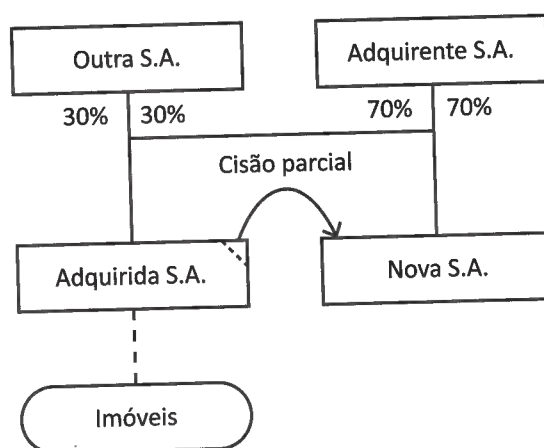 Outra S.A.
Adquirente S.A.
30% 30%
70% 70%
Cisão parcial
Adquirida S.A.
Nova S.A.
Imóveis